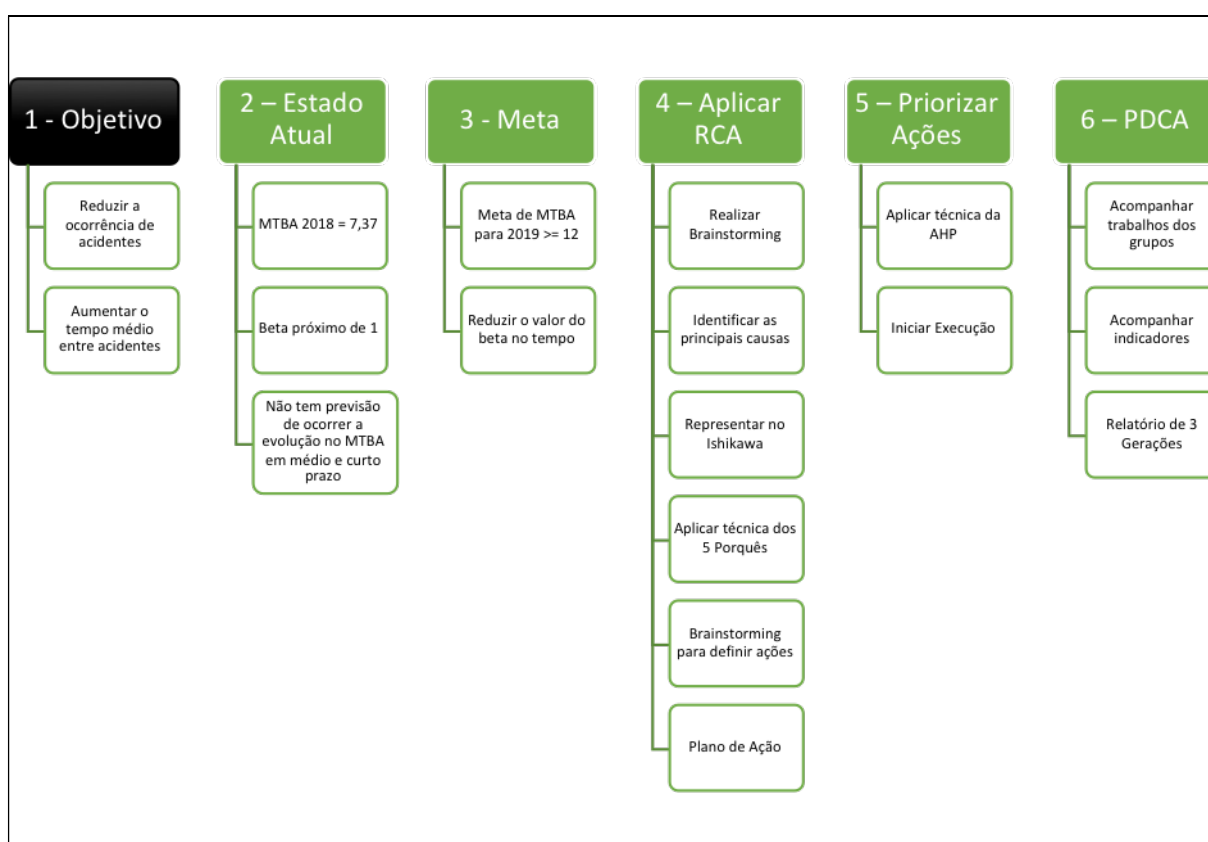 1 - Objetivo
Reduzir a
ocorrência de
acidentes
Aumentar o
tempo médio
entre acidentes
2 – Estado
Atual
MTBA 2018 = 7,37
Beta próximo de 1
Não tem previsão
de ocorrer a
evolução no MTBA
em médio e curto
prazo
3 - Meta
Meta de MTBA
para 2019 >= 12
Reduzir o valor do
beta no tempo
4 – Aplicar
RCA
Realizar
Brainstorming
Identificar as
principais causas
Representar no
Ishikawa
Aplicar técnica dos
5 Porquês
Brainstorming
para definir ações
Plano de Ação
5 – Priorizar
Ações
Aplicar técnica da
AHP
Iniciar Execução
6 – PDCA
Acompanhar
trabalhos dos
grupos
Acompanhar
indicadores
Relatório de 3
Gerações